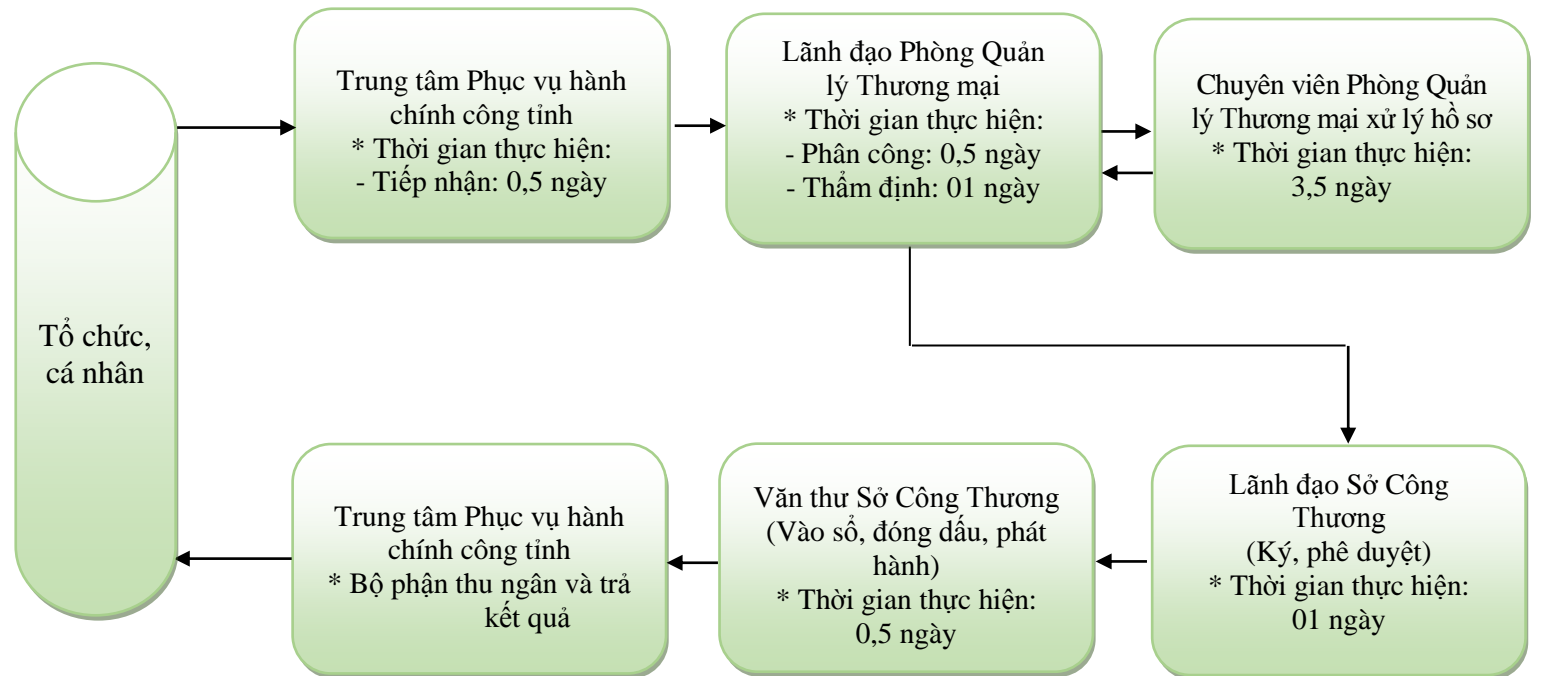 Tổ chức,
cá nhân
Trung tâm Phục vụ hành
chính công tỉnh
* Thời gian thực hiện:
- Tiếp nhận: 0,5 ngày
Lãnh đạo Phòng Quản
lý Thương mại
* Thời gian thực hiện:
- Phân công: 0,5 ngày
- Thẩm định: 01 ngày
Chuyên viên Phòng Quản
lý Thương mại xử lý hồ sơ
* Thời gian thực hiện:
3,5 ngày
Lãnh đạo Sở Công
Thương
(Ký, phê duyệt)
* Thời gian thực hiện:
01 ngày
Văn thư Sở Công Thương
(Vào sổ, đóng dấu, phát
hành)
* Thời gian thực hiện:
0,5 ngày
Trung tâm Phục vụ hành
chính công tỉnh
* Bộ phận thu ngân và trả
kết quả